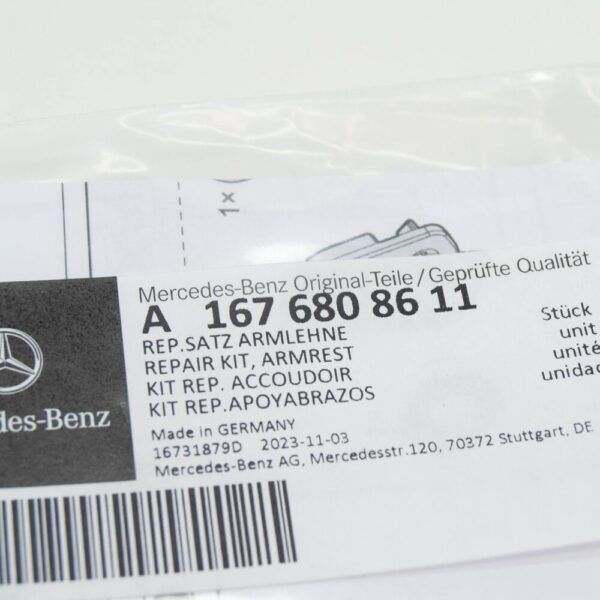 1×
Mercedes-Benz Original-Teile/Geprüfte Qualität
A 167 680 86 11
REP.SATZ ARMLEHNE
REPAIR KIT, ARMREST
KIT REP. ACCOUDOIR
KIT REP.APOYABRAZOS
Stück
unit
unité
unidad
des-Benz
Made in GERMANY
16731879D 2023-11-03
Mercedes-Benz AG, Mercedesstr.120, 70372 Stuttgart, DE